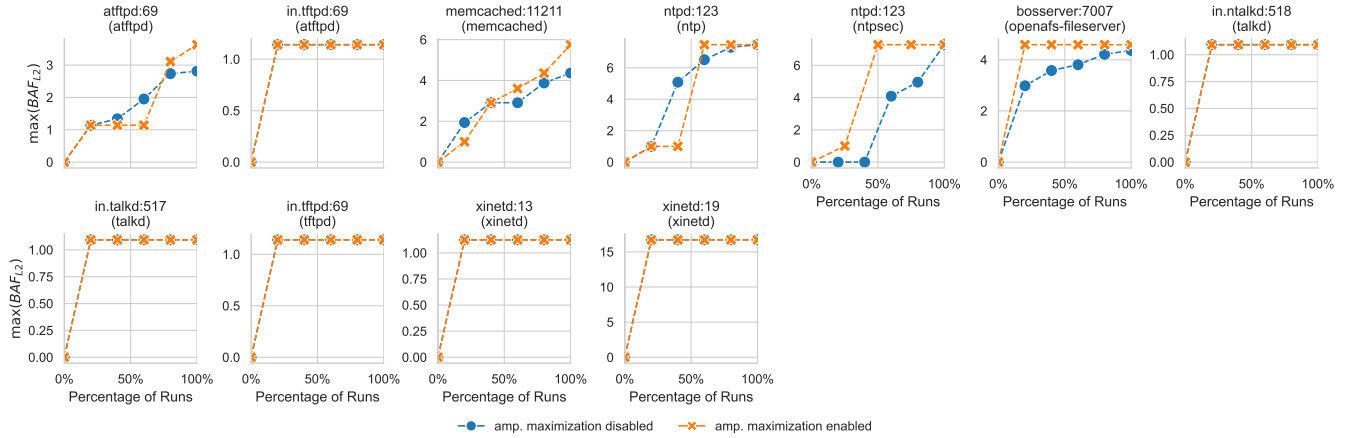 atftpd:69
(atftpd)
in.tftpd:69
(atftpd)
memcached:11211
(memcached)
ntpd:123
(ntp)
ntpd:123
(ntpsec)
bosserver:7007
(openafs-fileserver)
in.ntalkd:518
(talkd)
max(BAF_{L2})
3
2
1
0
1.0
0.5
0.0
6
4
2
0
6
4
2
0
6
4
2
0
4
2
0
1.00
0.75
0.50
0.25
0.00
0% 50% 100%
Percentage of Runs
0% 50% 100%
Percentage of Runs
0% 50% 100%
Percentage of Runs
in.talkd:517
(talkd)
in.tftpd:69
(tftpd)
xinetd:13
(xinetd)
xinetd:19
(xinetd)
max(BAF_{L2})
1.00
0.75
0.50
0.25
0.00
1.0
0.5
0.0
1.00
0.75
0.50
0.25
0.00
15
10
5
0
0% 50% 100%
Percentage of Runs
0% 50% 100%
Percentage of Runs
0% 50% 100%
Percentage of Runs
0% 50% 100%
Percentage of Runs
amp. maximization disabled
amp. maximization enabled